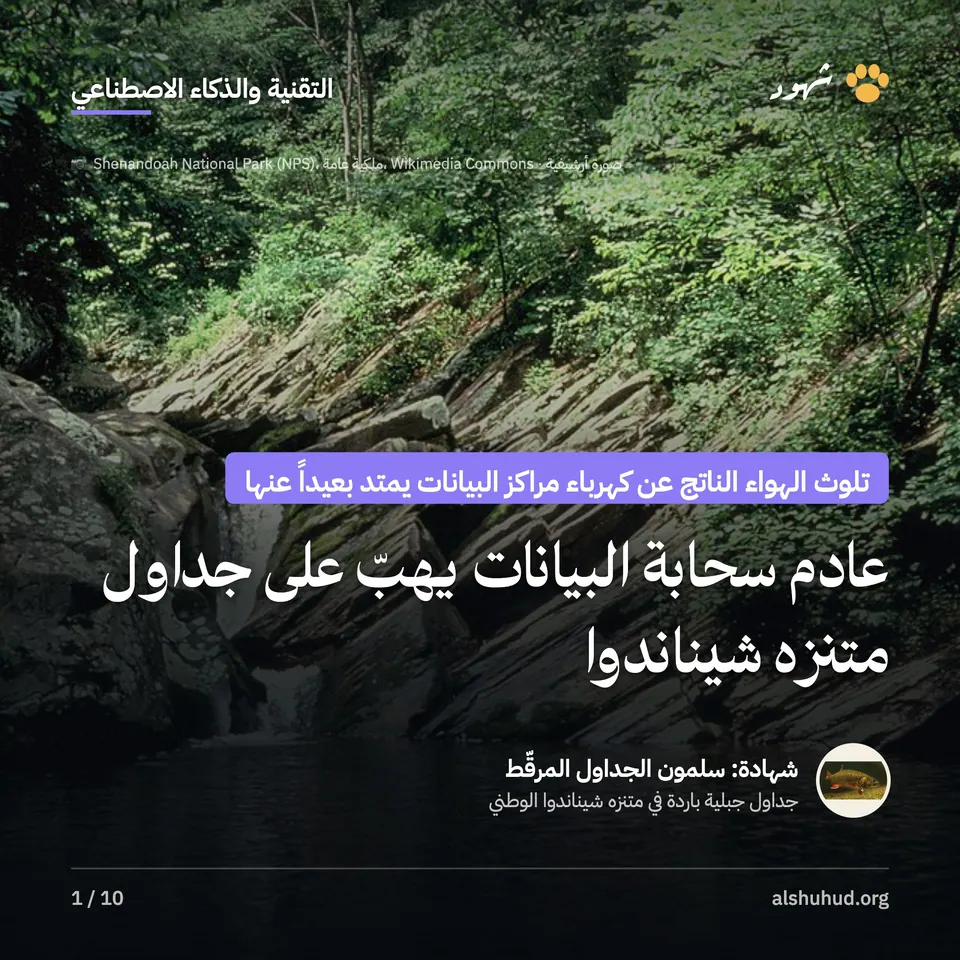 شهود
التقنية والذكاء الاصطناعي
صورة أرشيفية · Shenandoah National Park (NPS)، ملكية عامة، Wikimedia Commons
تلوث الهواء الناتج عن كهرباء مراكز البيانات يمتد بعيداً عنها
عادم سحابة البيانات يهبّ على جداول
متنزه شيناندوا
شهادة: سلمون الجداول المرقّط
جداول جبلية باردة في متنزه شيناندوا الوطني
1 / 10
alshuhud.org